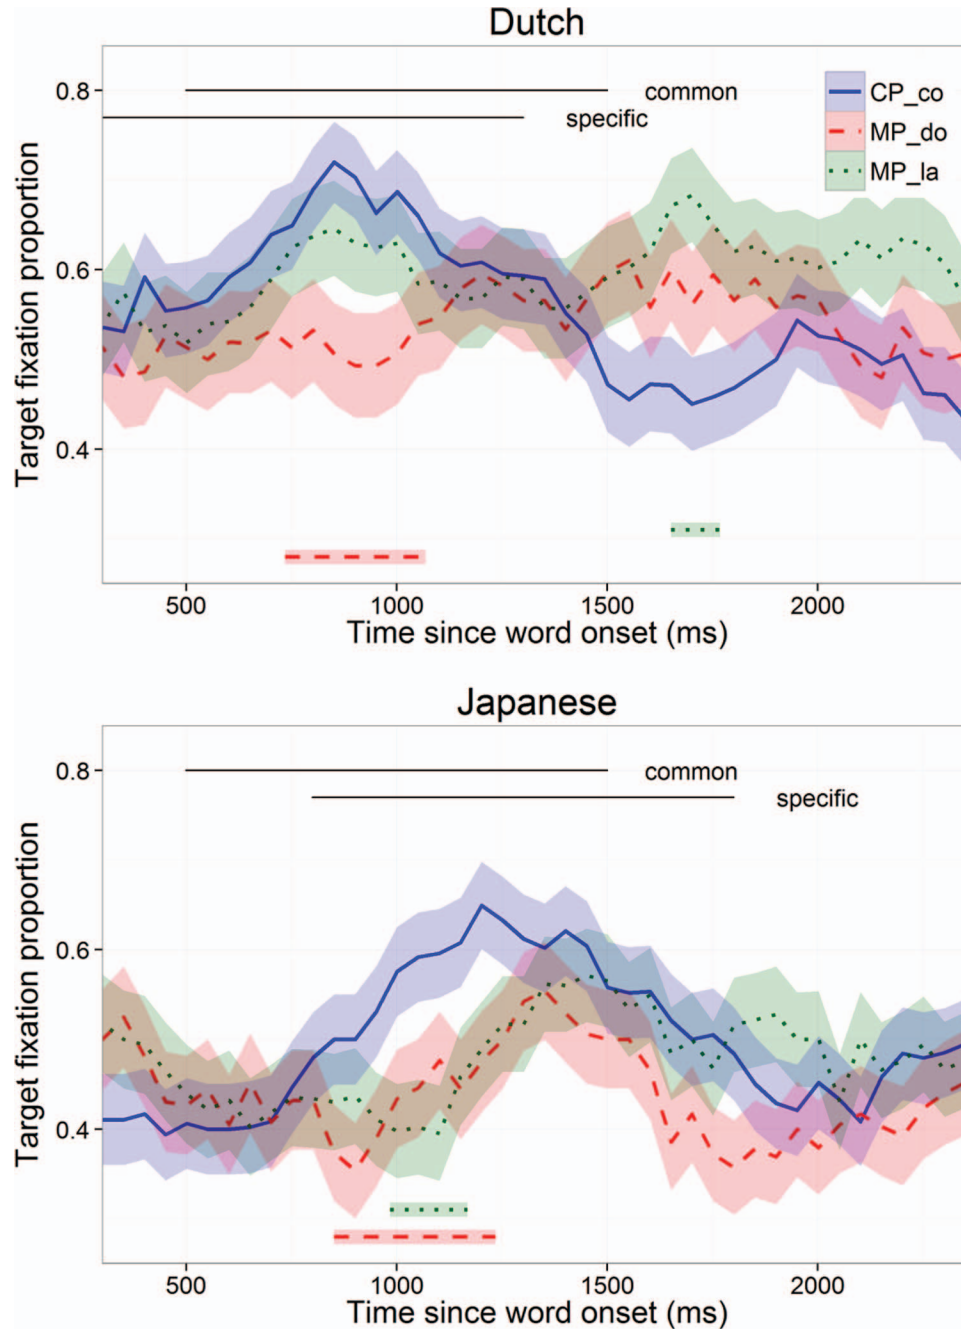 Dutch
0.8
common
specific
CP_co
MP_do
MP_la
0.6
0.4
Target fixation proportion
500 1000 1500 2000
Time since word onset (ms)
Japanese
0.8
common
specific
0.6
0.4
Target fixation proportion
500 1000 1500 2000
Time since word onset (ms)